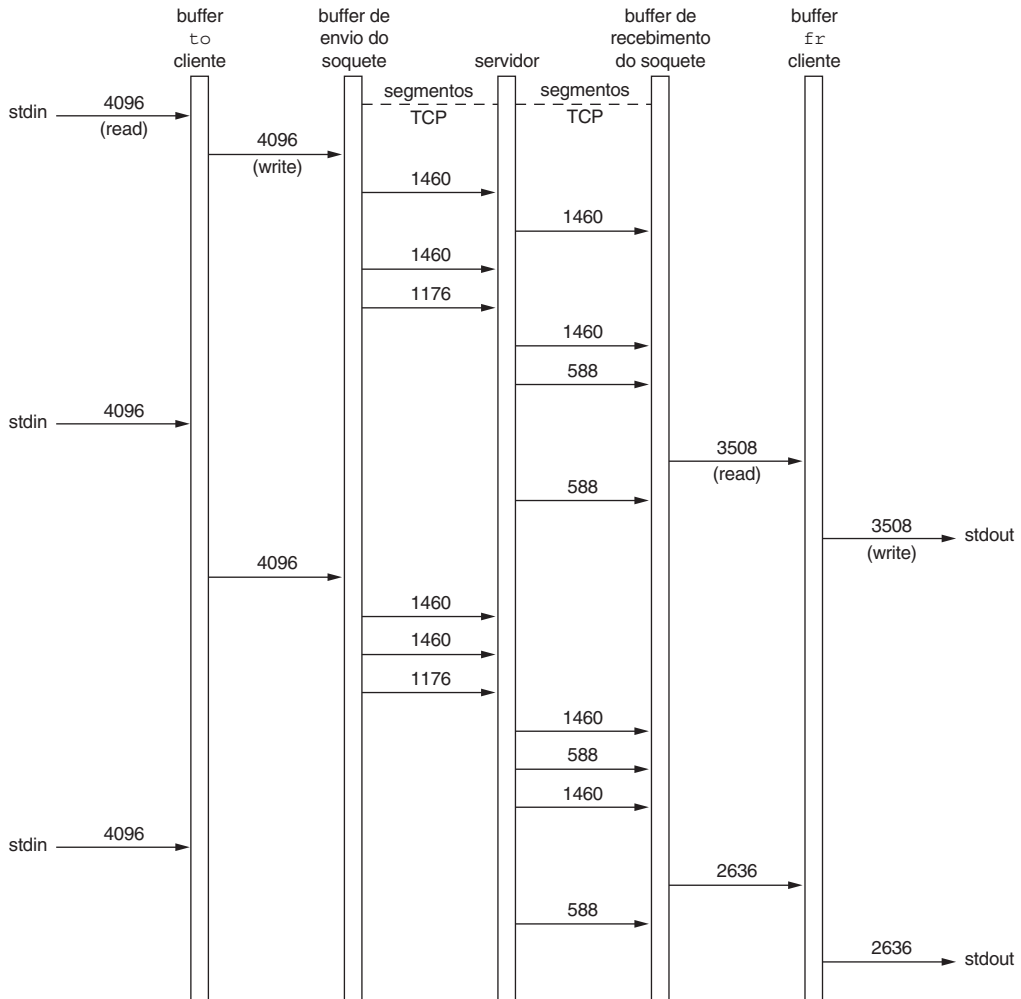 buffer
to
cliente
buffer de
envio do
soquete
servidor
buffer de
recebimento
do soquete
buffer
fr
cliente
segmentos
TCP
segmentos
TCP
stdin
4096
(read)
4096
(write)
1460
1460
1460
1176
1460
588
stdin
4096
3508
(read)
588
3508
(write)
stdout
4096
1460
1460
1176
1460
588
1460
stdin
4096
2636
588
2636
stdout